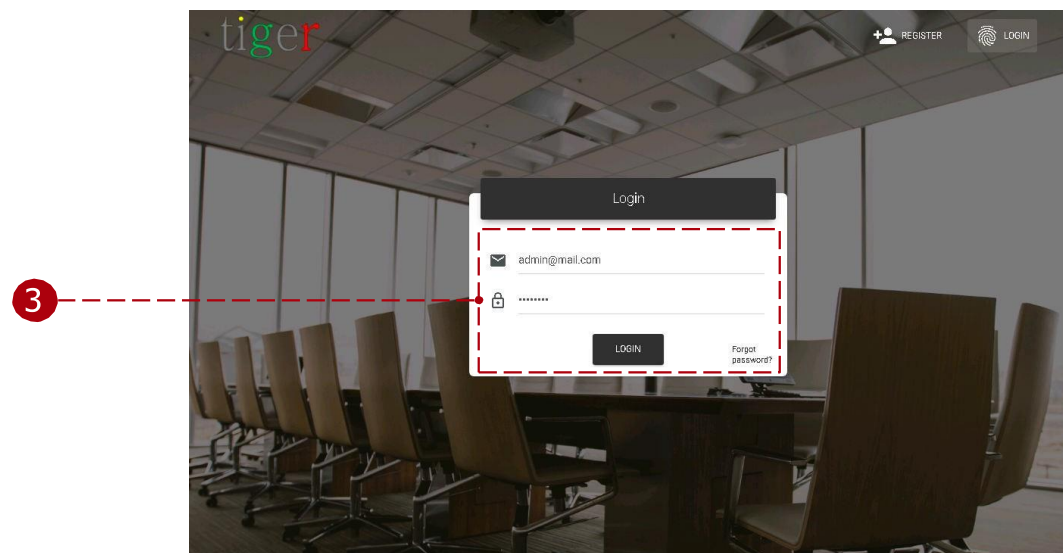 tiger
REGISTER
LOGIN
Login
admin@mail.com
3
••••••••
LOGIN
Forgot
password?